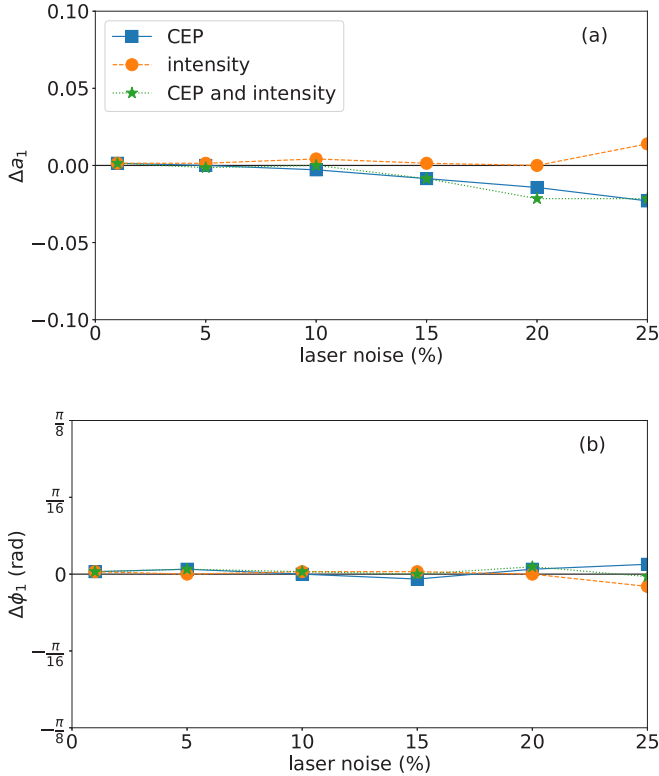 0.10
CEP
intensity
CEP and intensity
(a)
0.05
0.00
−0.05
−0.10
Δa₁
0 5 10 15 20 25
laser noise (%)
π/8
(b)
π/16
0
−π/16
−π/8
Δϕ₁ (rad)
0 5 10 15 20 25
laser noise (%)